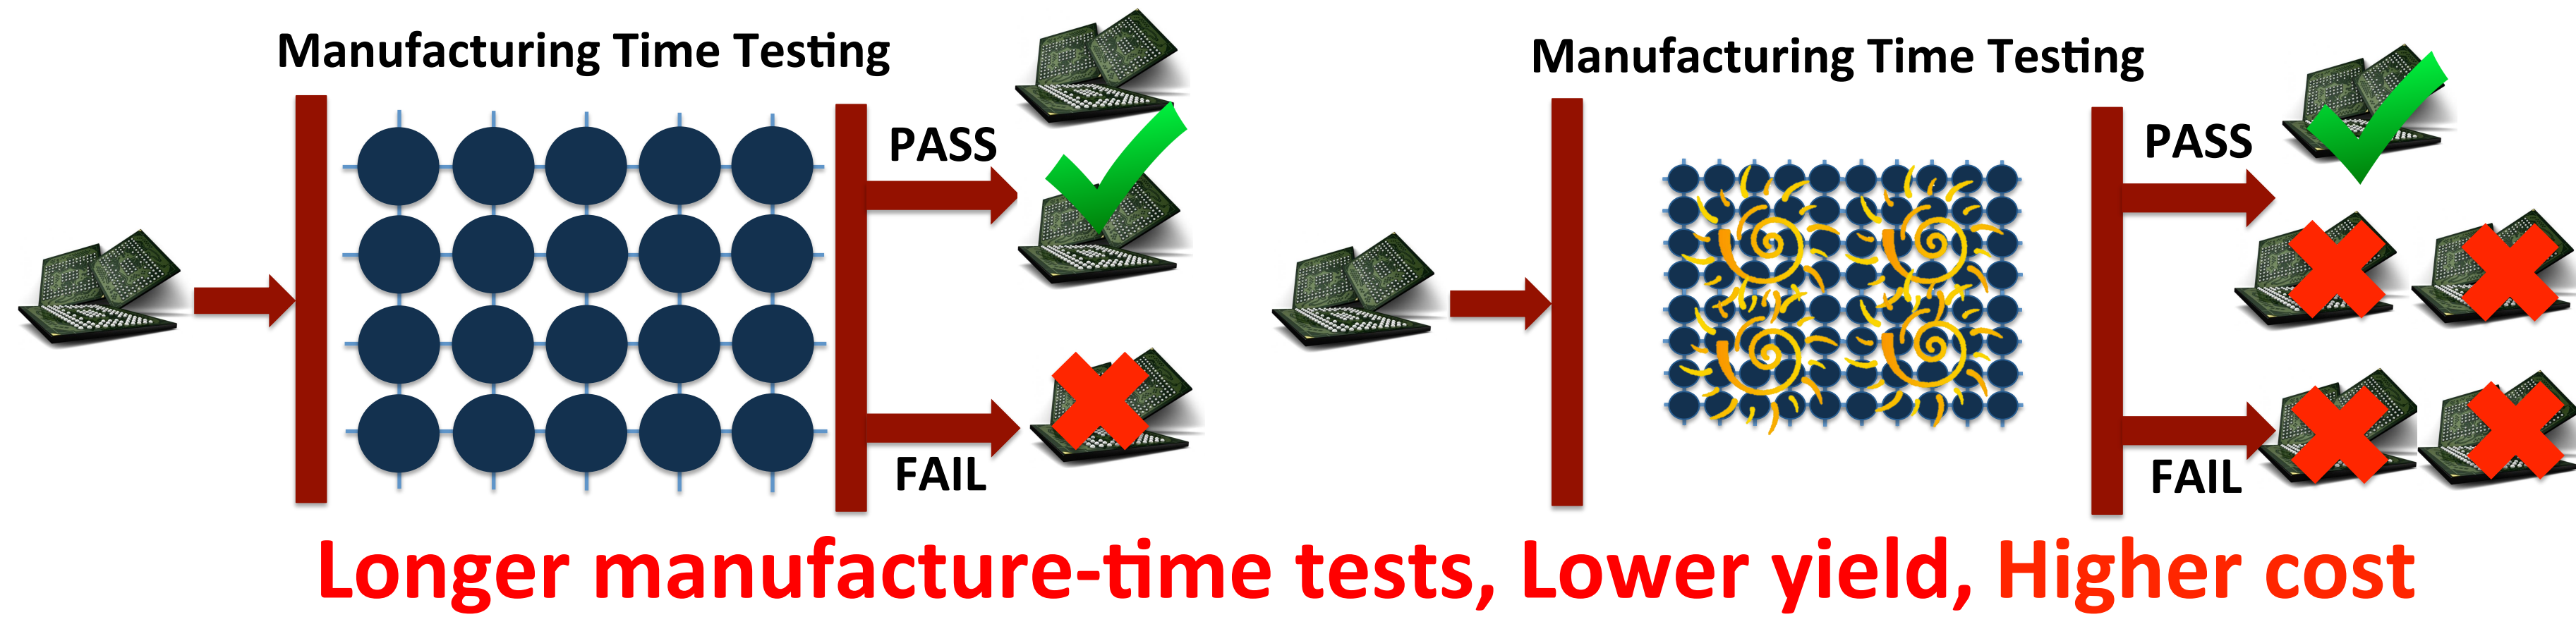 Manufacturing Time Testing
PASS
FAIL
Manufacturing Time Testing
PASS
FAIL
Longer manufacture-time tests, Lower yield, Higher cost